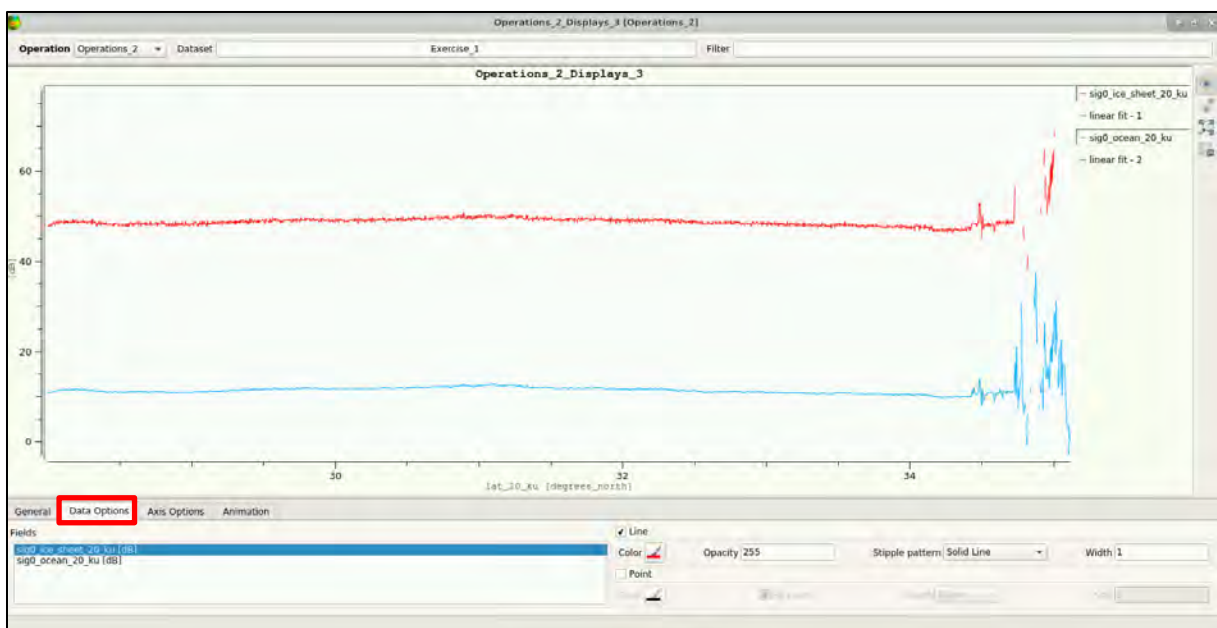 Operations_2_Displays_3 [Operations_2]
Operation Operations_2 Dataset Exercise_1 Filter
Operations_2_Displays_3
sig0_ice_sheet_20_ku
linear fit - 1
sig0_ocean_20_ku
linear fit - 2
60
40
[dB]
20
0
30 32 34
lat_20_ku [degrees_north]
General Data Options Axis Options Animation
Fields
sig0_ice_sheet_20_ku [dB]
sig0_ocean_20_ku [dB]
Line
Color Opacity 255 Stipple pattern Solid Line Width 1
Point